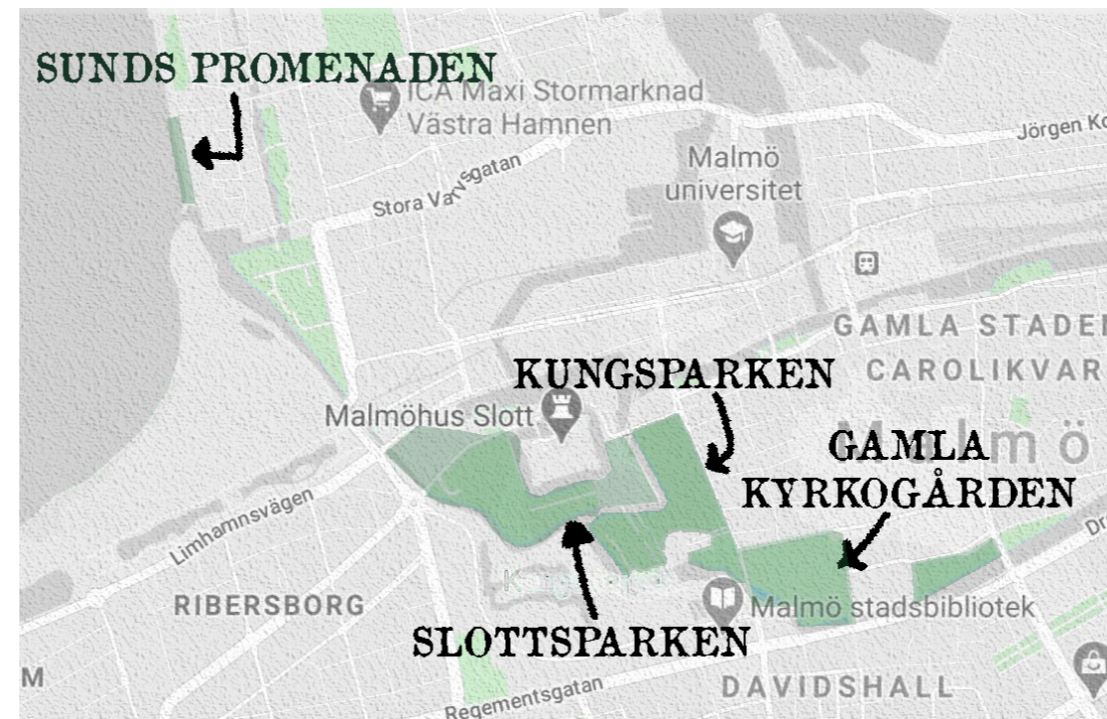 SUNDS PROMENADEN
ICA Maxi Stormarknad
Västra Hamnen
Jörgen Ko
Malmö
universitet
Stora Varvsgatan
GAMLA STADEN
CAROLIKVAR
KUNGSPARKEN
Malmöhus Slott
Malmö
GAMLA
KYRKOGÅRDEN
Limhamnsvägen
Dr
RIBERSBORG
Malmö stadsbibliotek
SLOTTSPARKEN
M
Regementsgatan
DAVIDSHALL